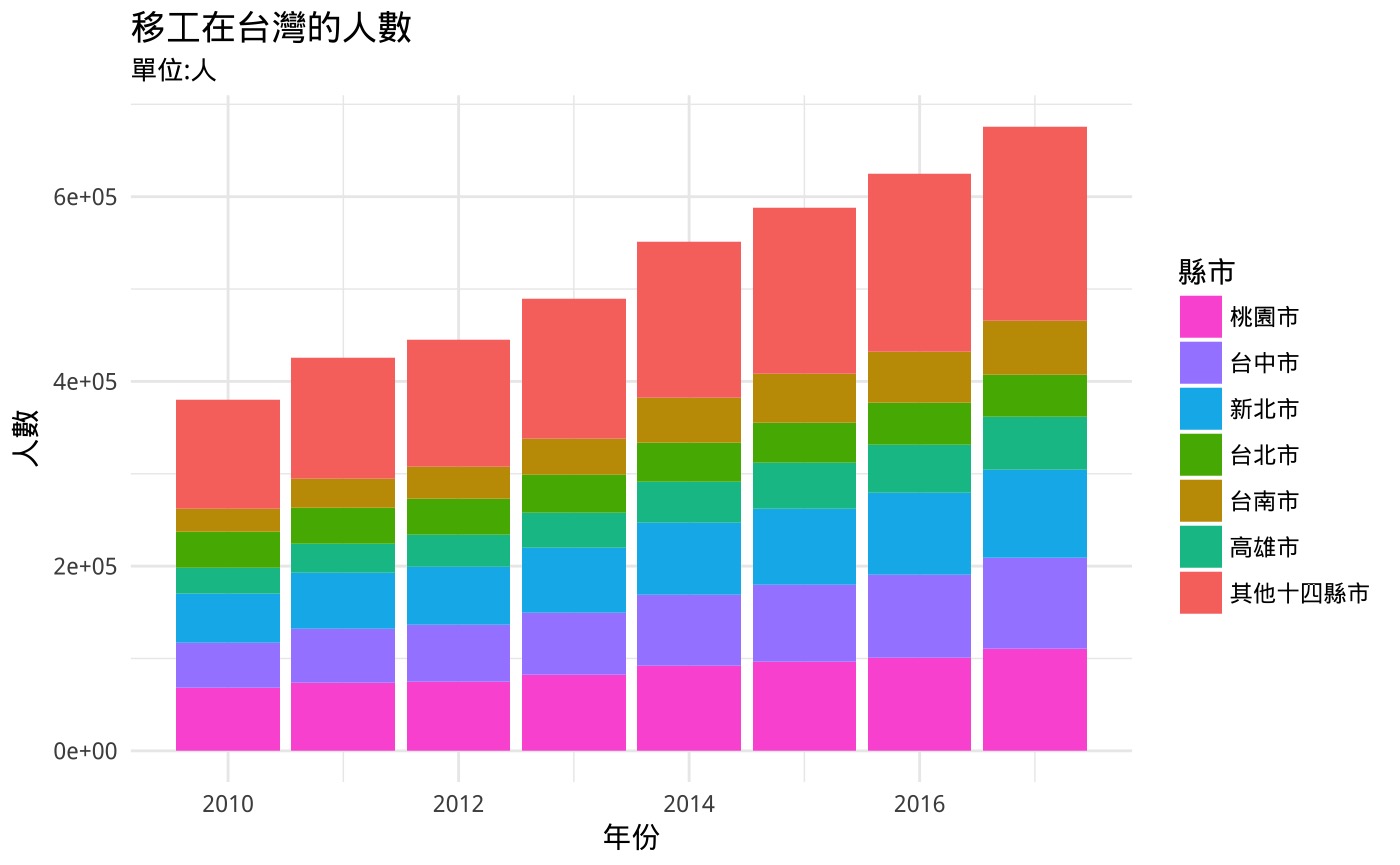 移工在台灣的人數
單位:人
人數
6e+05
4e+05
2e+05
0e+00
2010
2012
2014
2016
年份
縣市
桃園市
台中市
新北市
台北市
台南市
高雄市
其他十四縣市